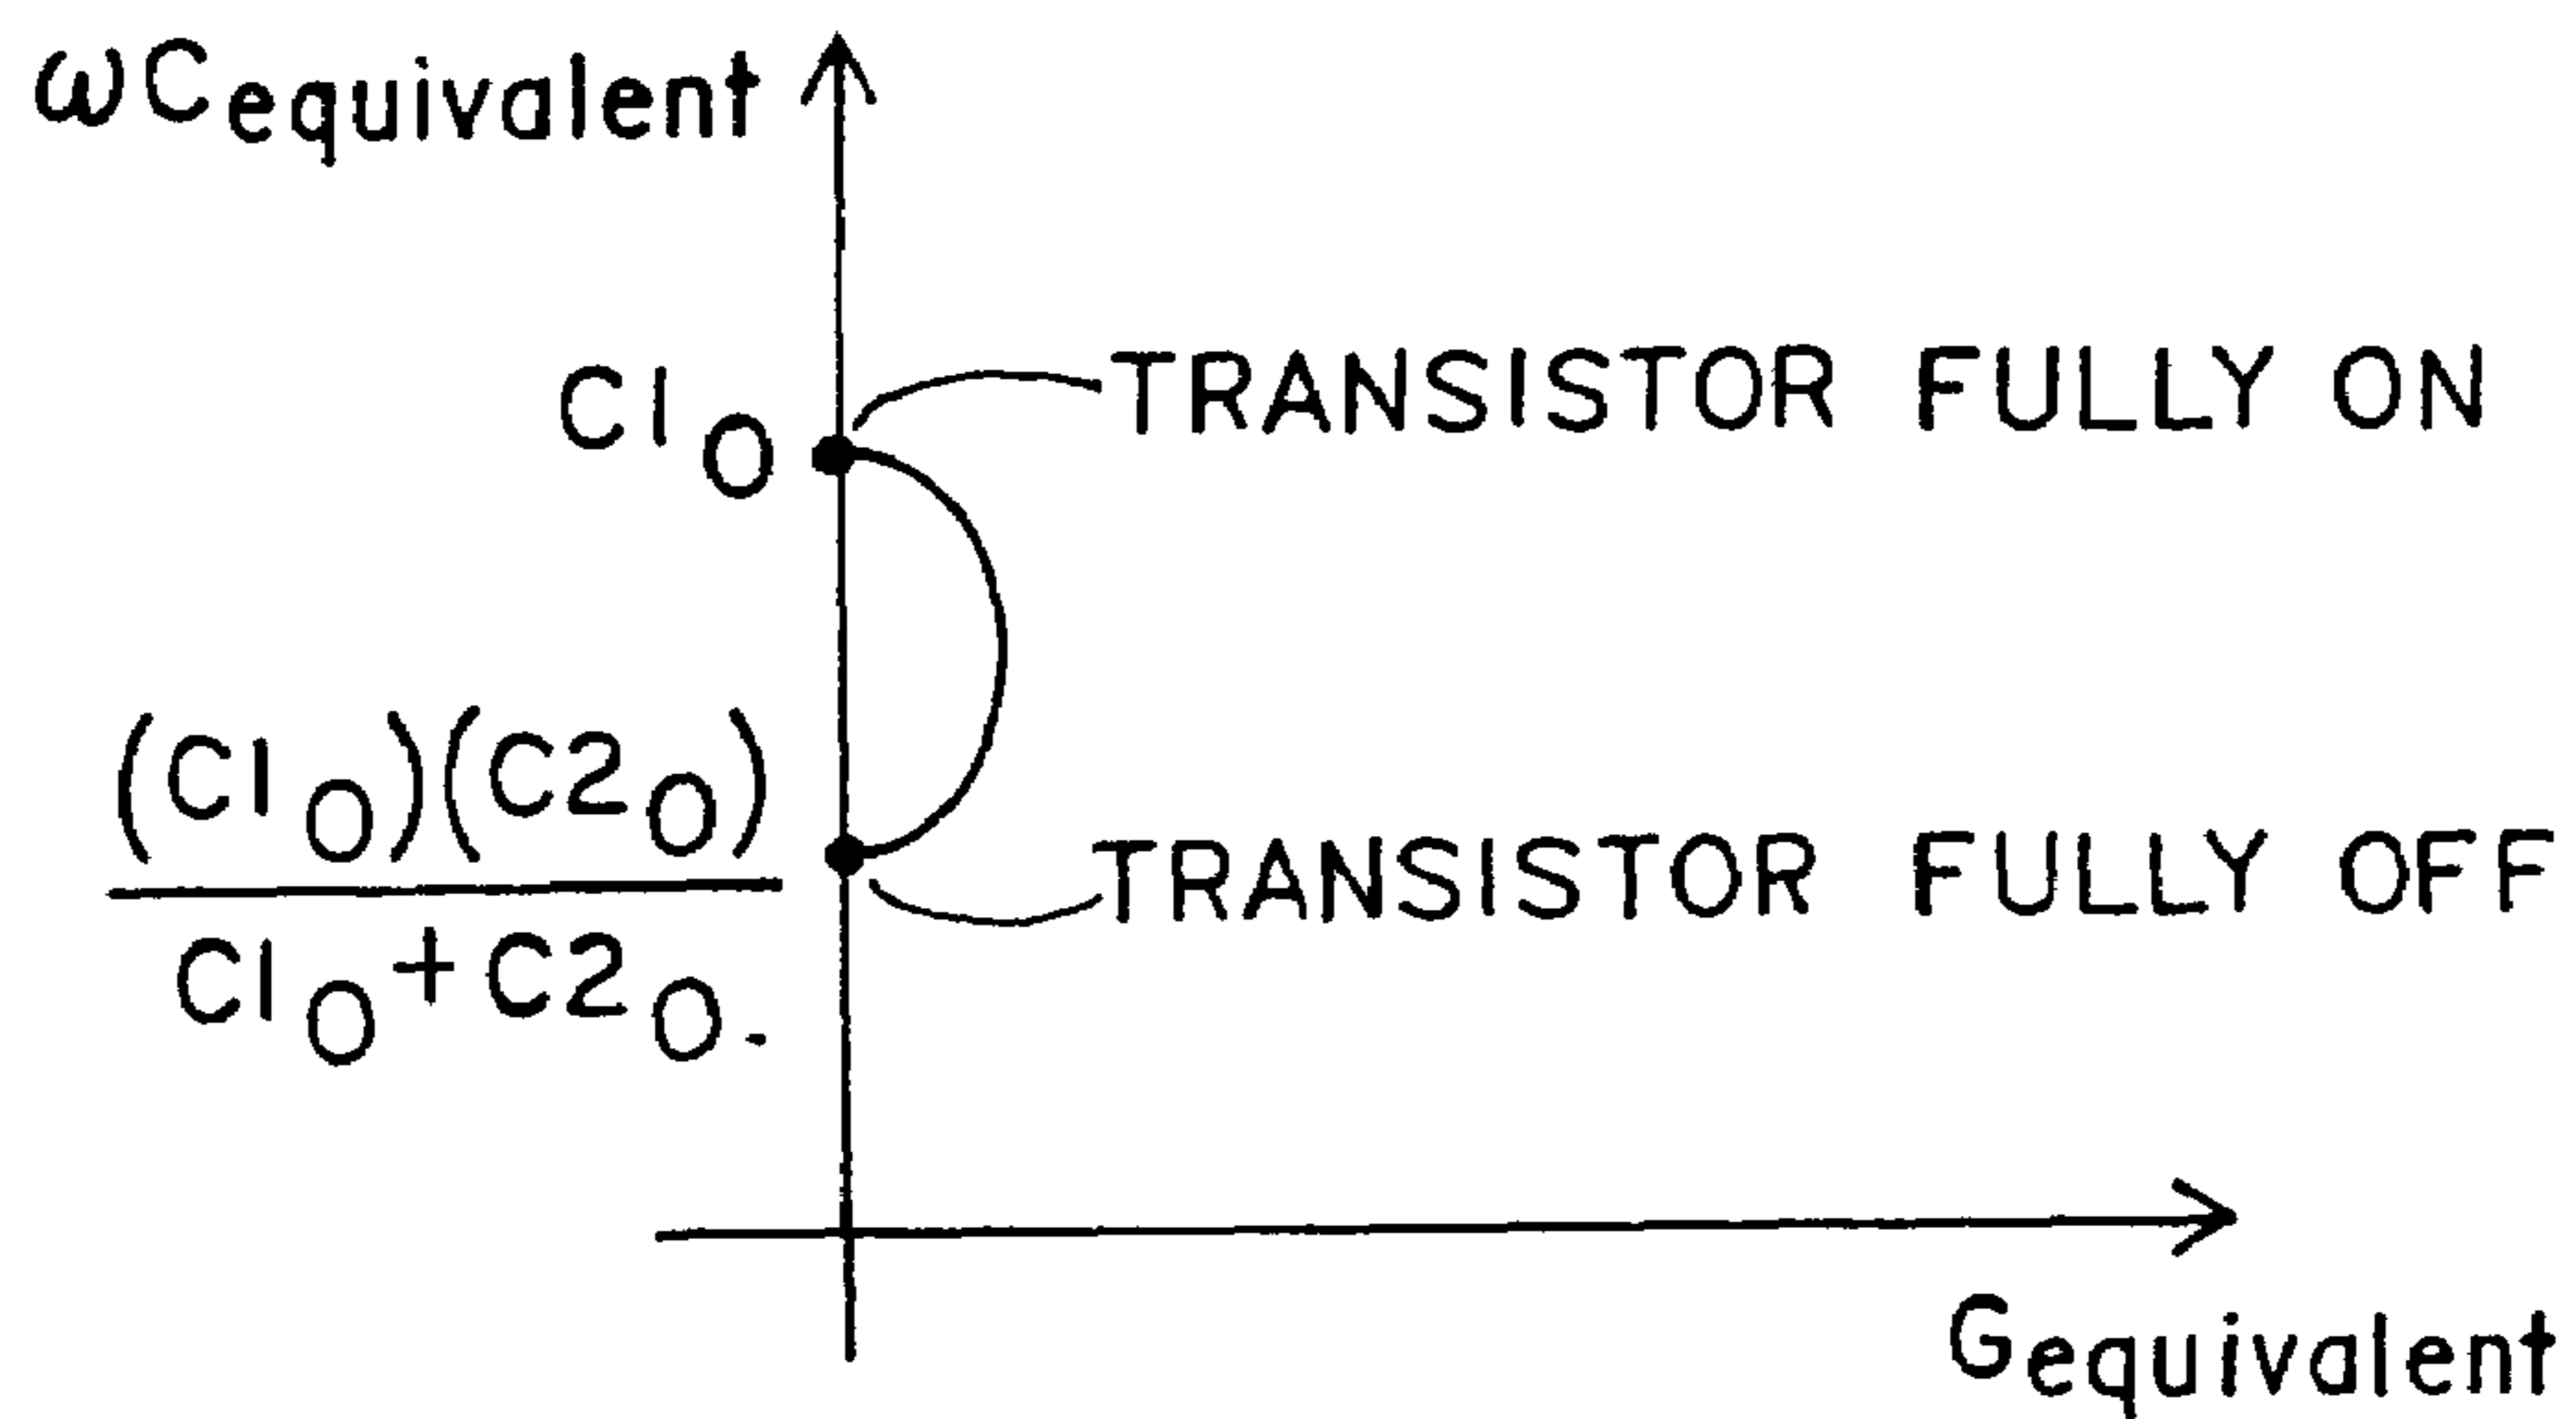 ωCequivalent
C1O
TRANSISTOR FULLY ON
(C1O)(C2O)
C1O+C2O.
TRANSISTOR FULLY OFF
Gequivalent